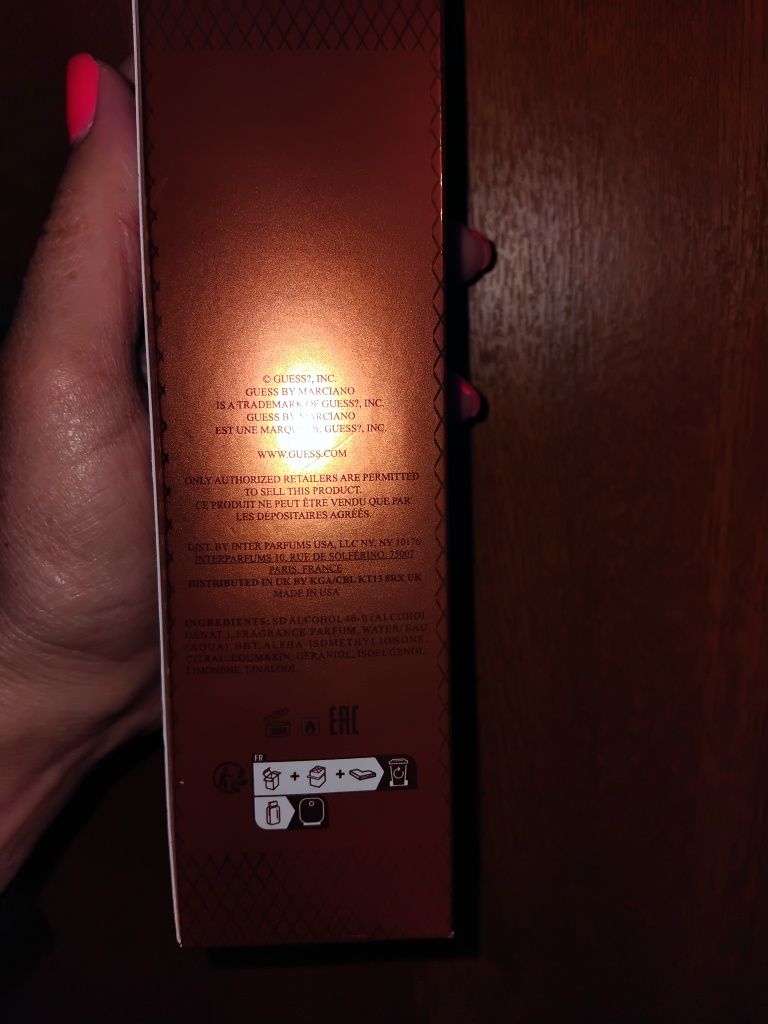 © GUESS?, INC.
GUESS BY MARCIANO
IS A TRADEMARK OF GUESS?, INC.
GUESS BY MARCIANO
EST UNE MARQUE DE GUESS?, INC.
WWW.GUESS.COM
ONLY AUTHORIZED RETAILERS ARE PERMITTED
TO SELL THIS PRODUCT.
CE PRODUIT NE PEUT ÊTRE VENDU QUE PAR
LES DÉPOSITAIRES AGRÉÉS.
DIST. BY INTER PARFUMS USA, LLC NY, NY 10176
INTERPARFUMS 10, RUE DE SOLFÉRINO, 75007
PARIS, FRANCE
DISTRIBUTED IN UK BY KGA/CBL KT13 8RX UK
MADE IN USA
INGREDIENTS: SD ALCOHOL 40-B (ALCOHOL
DENAT.), FRAGRANCE/PARFUM, WATER/EAU
(AQUA), BHT, ALPHA-ISOMETHYL IONONE,
CITRAL, COUMARIN, GERANIOL, ISOEUGENOL,
LIMONENE, LINALOOL.
EAC
FR